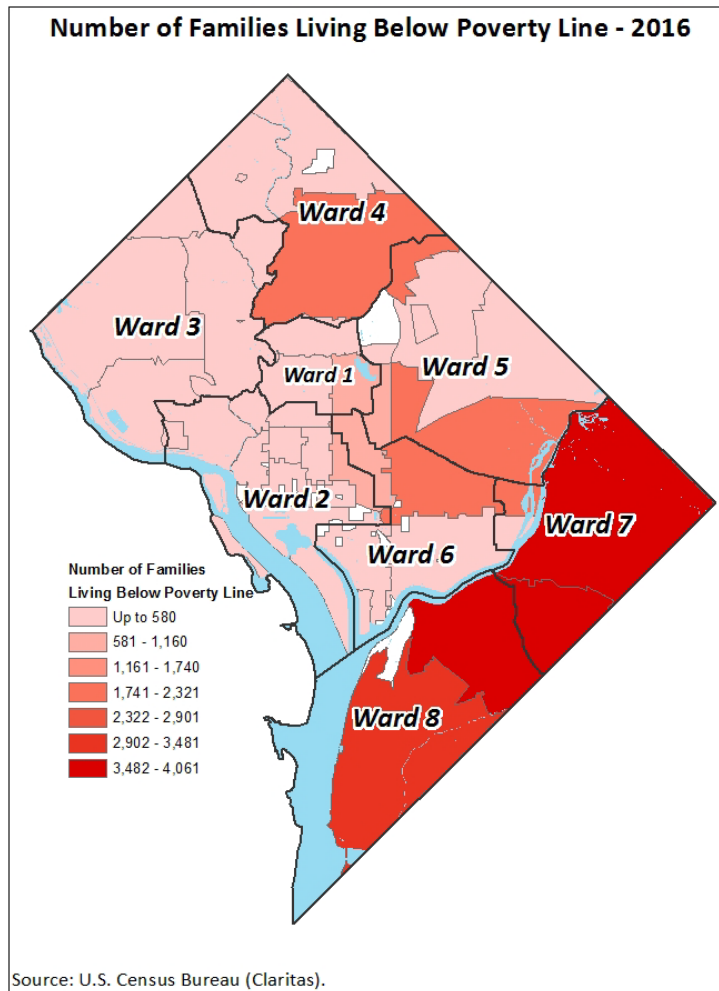 Number of Families Living Below Poverty Line - 2016
Ward 4
Ward 3
Ward 5
Ward 1
Ward 2
Ward 7
Ward 6
Ward 8
Number of Families
Living Below Poverty Line
Up to 580
581 - 1,160
1,161 - 1,740
1,741 - 2,321
2,322 - 2,901
2,902 - 3,481
3,482 - 4,061
Source: U.S. Census Bureau (Claritas).